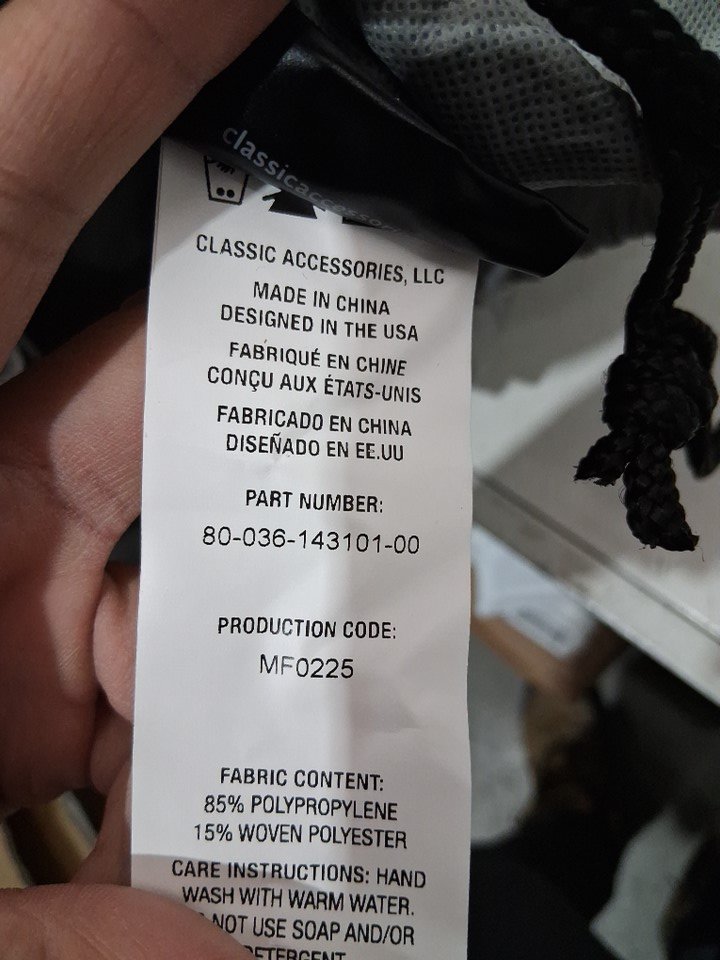 classicaccesso
CLASSIC ACCESSORIES, LLC
MADE IN CHINA
DESIGNED IN THE USA
FABRIQUÉ EN CHINE
CONÇU AUX ÉTATS-UNIS
FABRICADO EN CHINA
DISEÑADO EN EE.UU
PART NUMBER:
80-036-143101-00
PRODUCTION CODE:
MF0225
FABRIC CONTENT:
85% POLYPROPYLENE
15% WOVEN POLYESTER
CARE INSTRUCTIONS: HAND
WASH WITH WARM WATER.
NOT USE SOAP AND/OR
DETERGENT